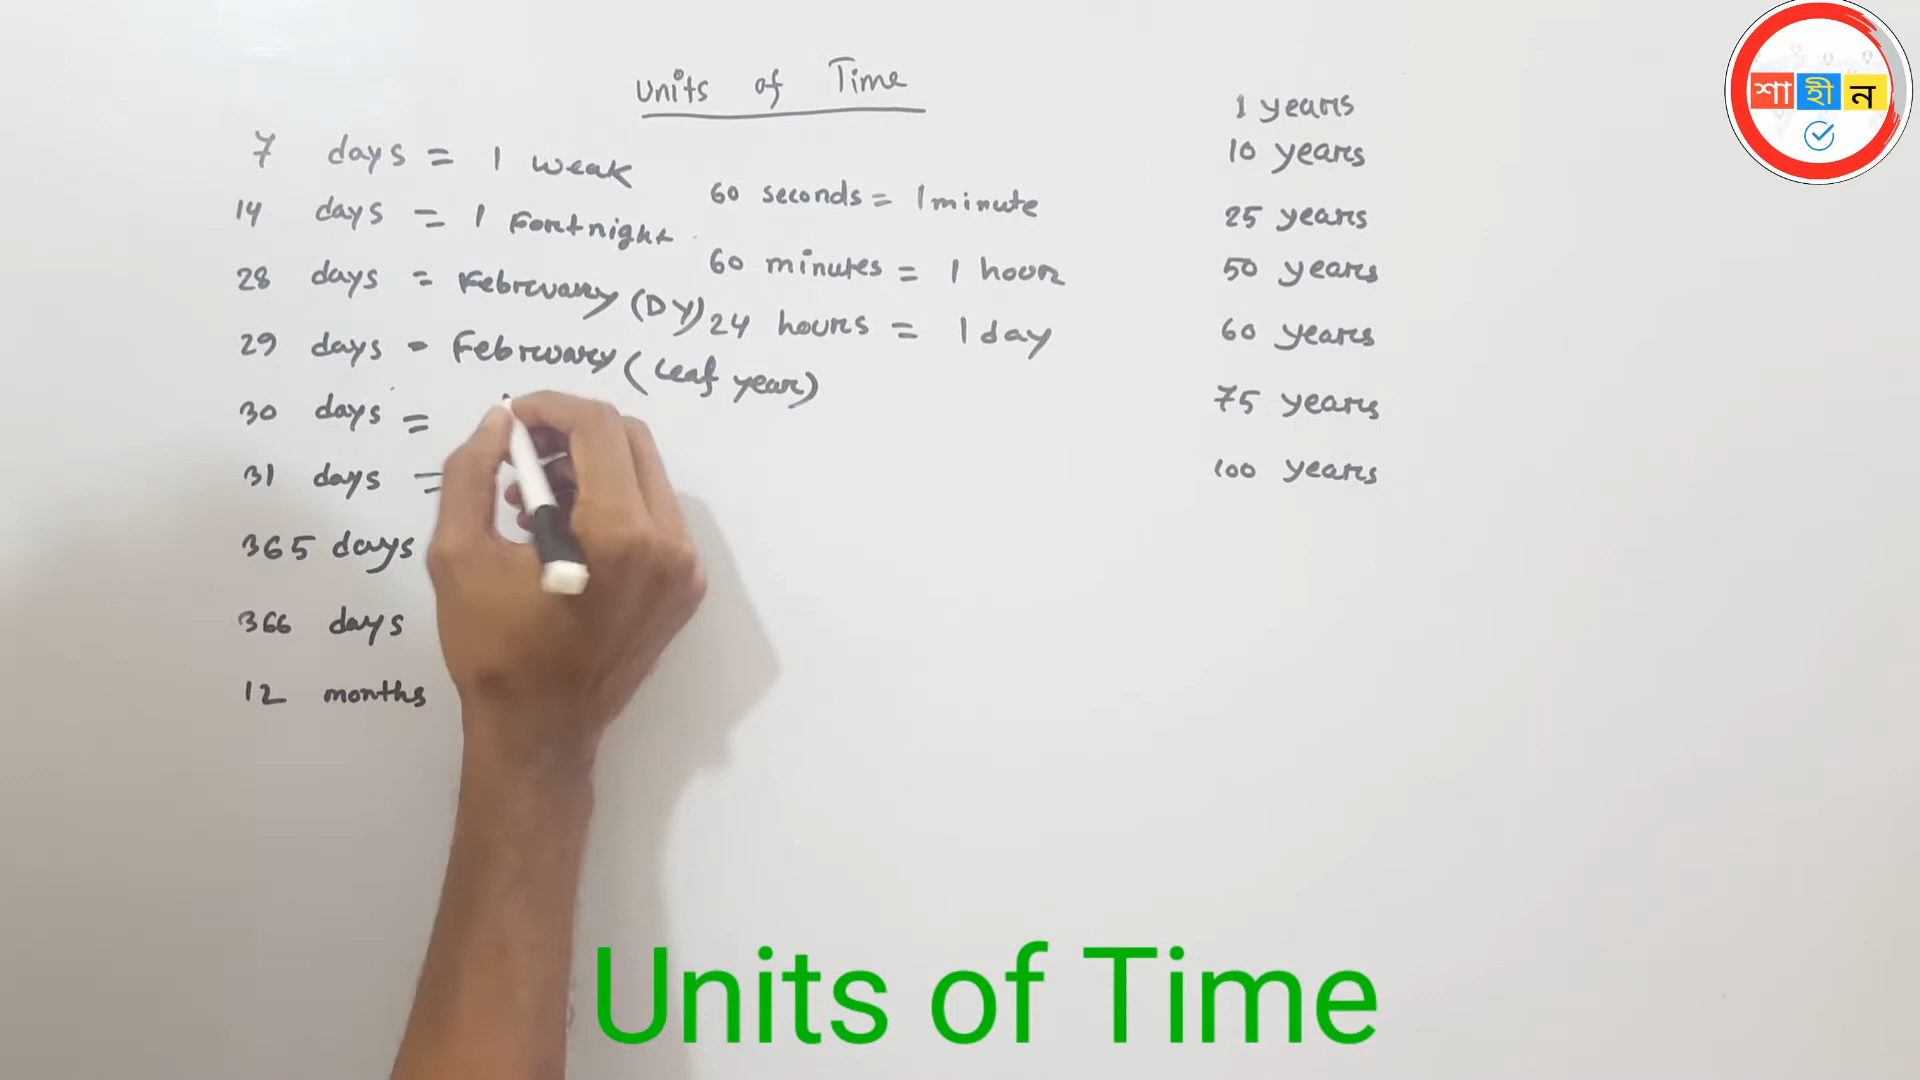 Units of Time
7 days = 1 weak
14 days = 1 Fortnight
28 days = February (DY)
29 days = February (Leaf year)
30 days =
31 days =
365 days
366 days
12 months
60 seconds = 1 minute
60 minutes = 1 hour
24 hours = 1 day
1 years
10 years
25 years
50 years
60 years
75 years
100 years
শাহীন
Units of Time